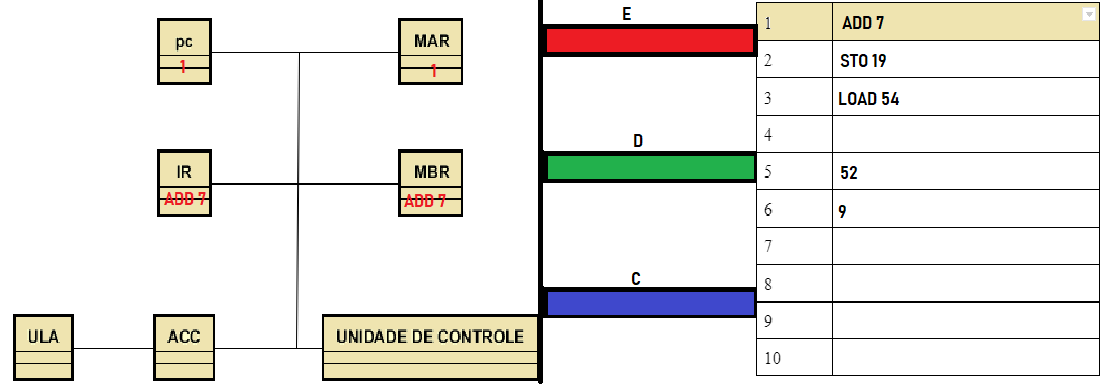 pc
1
MAR
1
IR
ADD 7
MBR
ADD 7
ULA
ACC
UNIDADE DE CONTROLE
E
D
C
1 ADD 7
2 STO 19
3 LOAD 54
4
5 52
6 9
7
8
9
10